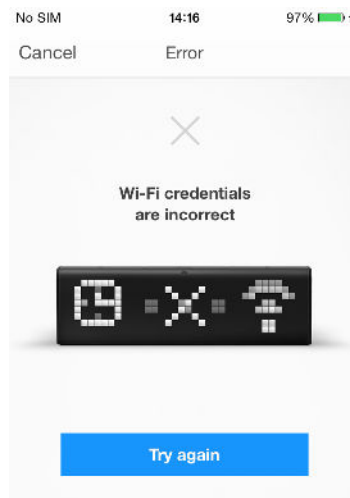 No SIM 14:16 97%
Cancel Error
Wi-Fi credentials
are incorrect
Try again